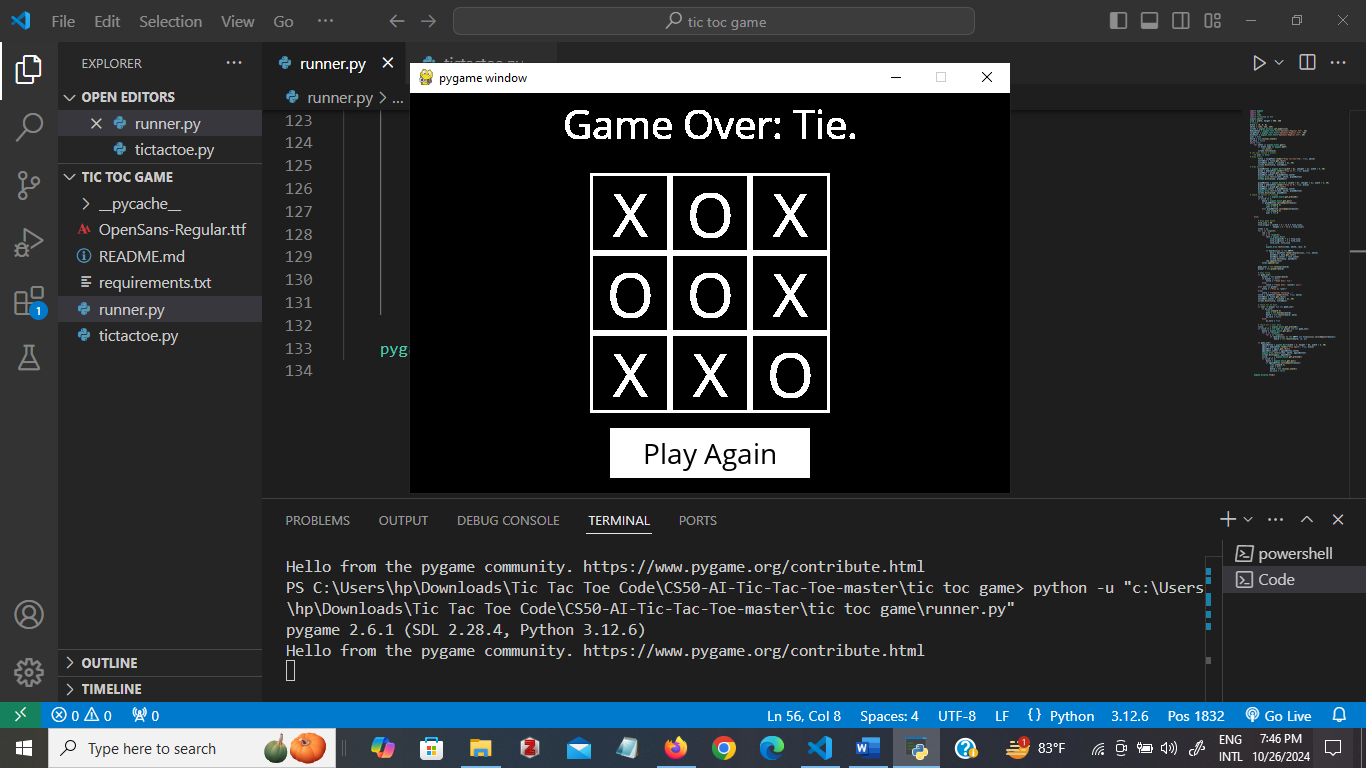 File Edit Selection View Go ··· tic toc game
EXPLORER ···
runner.py
tictactoe.py
pygame window
OPEN EDITORS
runner.py
tictactoe.py
TIC TOC GAME
__pycache__
OpenSans-Regular.ttf
README.md
requirements.txt
runner.py
tictactoe.py
OUTLINE
TIMELINE
runner.py > ...
123
124
125
126
127
128
129
130
131
132
133 pyg
134
Game Over: Tie.
X O X
O O X
X X O
Play Again
PROBLEMS OUTPUT DEBUG CONSOLE TERMINAL PORTS
Hello from the pygame community. https://www.pygame.org/contribute.html
PS C:\Users\hp\Downloads\Tic Tac Toe Code\CS50-AI-Tic-Tac-Toe-master\tic toc game> python -u "c:\Users
\hp\Downloads\Tic Tac Toe Code\CS50-AI-Tic-Tac-Toe-master\tic toc game\runner.py"
pygame 2.6.1 (SDL 2.28.4, Python 3.12.6)
Hello from the pygame community. https://www.pygame.org/contribute.html
powershell
Code
1
0 0 0 Ln 56, Col 8 Spaces: 4 UTF-8 LF {} Python 3.12.6 Pos 1832 Go Live
Type here to search 83°F ENG INTL 7:46 PM 10/26/2024